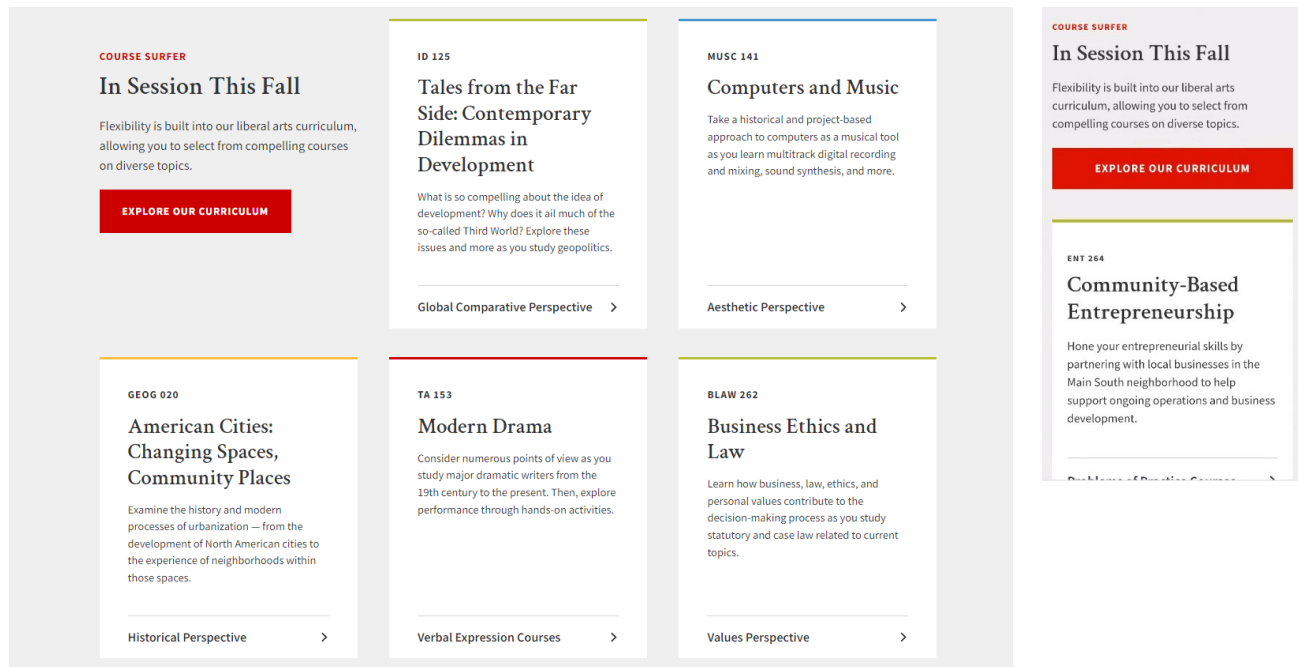 COURSE SURFER
In Session This Fall
Flexibility is built into our liberal arts curriculum,
allowing you to select from compelling courses
on diverse topics.
EXPLORE OUR CURRICULUM
ID 125
Tales from the Far
Side: Contemporary
Dilemmas in
Development
What is so compelling about the idea of
development? Why does it ail much of the
so-called Third World? Explore these
issues and more as you study geopolitics.
Global Comparative Perspective
MUSC 141
Computers and Music
Take a historical and project-based
approach to computers as a musical tool
as you learn multitrack digital recording
and mixing, sound synthesis, and more.
Aesthetic Perspective
GEOG 020
American Cities:
Changing Spaces,
Community Places
Examine the history and modern
processes of urbanization — from the
development of North American cities to
the experience of neighborhoods within
those spaces.
Historical Perspective
TA 153
Modern Drama
Consider numerous points of view as you
study major dramatic writers from the
19th century to the present. Then, explore
performance through hands-on activities.
Verbal Expression Courses
BLAW 262
Business Ethics and
Law
Learn how business, law, ethics, and
personal values contribute to the
decision-making process as you study
statutory and case law related to current
topics.
Values Perspective
COURSE SURFER
In Session This Fall
Flexibility is built into our liberal arts
curriculum, allowing you to select from
compelling courses on diverse topics.
EXPLORE OUR CURRICULUM
ENT 264
Community-Based
Entrepreneurship
Hone your entrepreneurial skills by
partnering with local businesses in the
Main South neighborhood to help
support ongoing operations and business
development.
Problems of Practice Courses